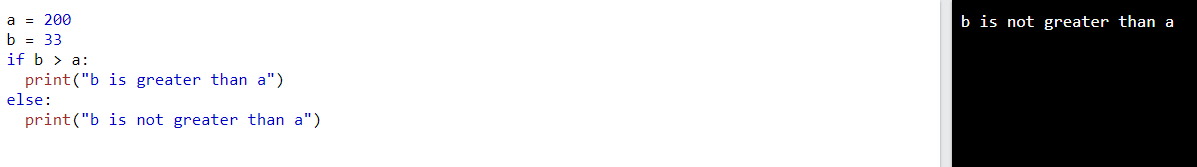 a = 200
b = 33
if b > a:
  print("b is greater than a")
else:
  print("b is not greater than a")
b is not greater than a